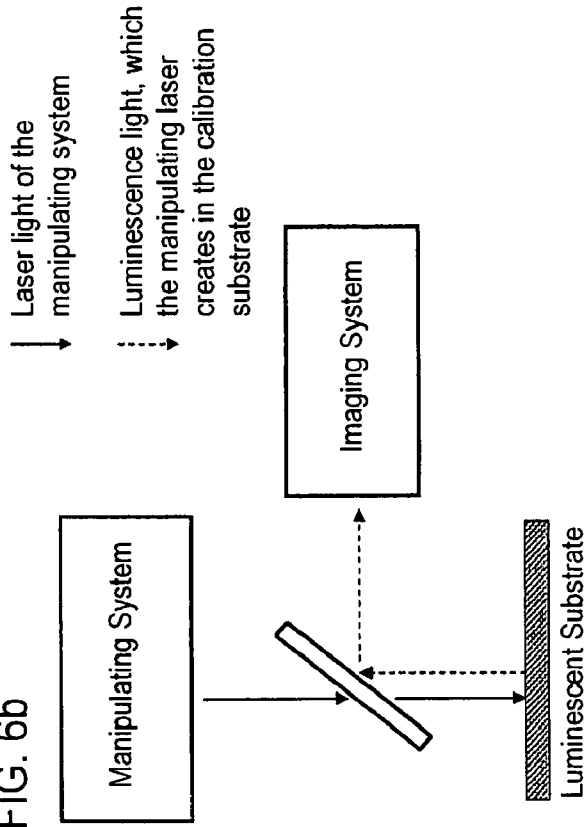 FIG. 6b
Laser light of the
manipulating system
Luminescence light, which
the manipulating laser
creates in the calibration
substrate
Manipulating System
Imaging System
Luminescent Substrate